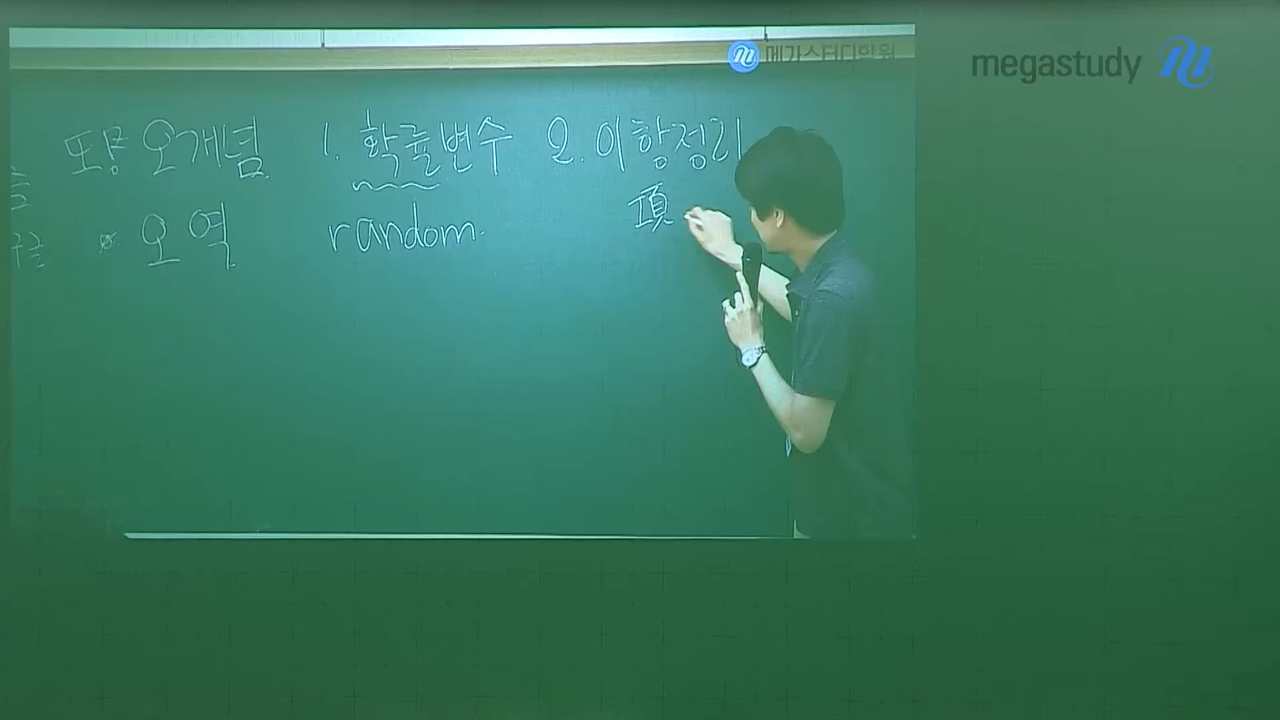 megastudy
메가스터디학원
오개념 1. 확률변수 2. 이항정리
項
오역 random.